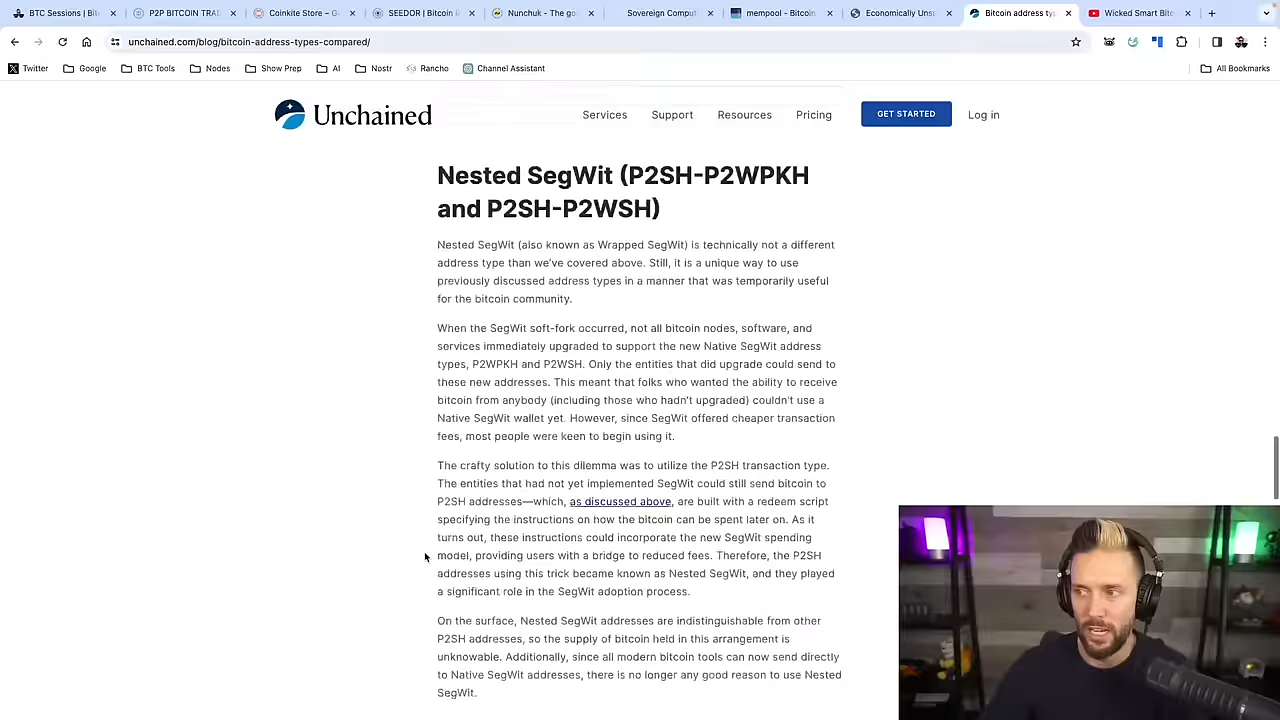 BTC Sessions | Bit
P2P BITCOIN TRAD
Coinkite Store – G
SEEDOR | Bitcoin
Nunchuk - The go
Sovereign Comput
mempool - Bitcoin
Economically Uns
Bitcoin address typ
Wicked Smart Bitc
unchained.com/blog/bitcoin-address-types-compared/
Twitter Google BTC Tools Nodes Show Prep AI Nostr Rancho Channel Assistant All Bookmarks
Unchained Services Support Resources Pricing GET STARTED Log in
Nested SegWit (P2SH-P2WPKH
and P2SH-P2WSH)
Nested SegWit (also known as Wrapped SegWit) is technically not a different
address type than we've covered above. Still, it is a unique way to use
previously discussed address types in a manner that was temporarily useful
for the bitcoin community.
When the SegWit soft-fork occurred, not all bitcoin nodes, software, and
services immediately upgraded to support the new Native SegWit address
types, P2WPKH and P2WSH. Only the entities that did upgrade could send to
these new addresses. This meant that folks who wanted the ability to receive
bitcoin from anybody (including those who hadn't upgraded) couldn't use a
Native SegWit wallet yet. However, since SegWit offered cheaper transaction
fees, most people were keen to begin using it.
The crafty solution to this dilemma was to utilize the P2SH transaction type.
The entities that had not yet implemented SegWit could still send bitcoin to
P2SH addresses—which, as discussed above, are built with a redeem script
specifying the instructions on how the bitcoin can be spent later on. As it
turns out, these instructions could incorporate the new SegWit spending
model, providing users with a bridge to reduced fees. Therefore, the P2SH
addresses using this trick became known as Nested SegWit, and they played
a significant role in the SegWit adoption process.
On the surface, Nested SegWit addresses are indistinguishable from other
P2SH addresses, so the supply of bitcoin held in this arrangement is
unknowable. Additionally, since all modern bitcoin tools can now send directly
to Native SegWit addresses, there is no longer any good reason to use Nested
SegWit.